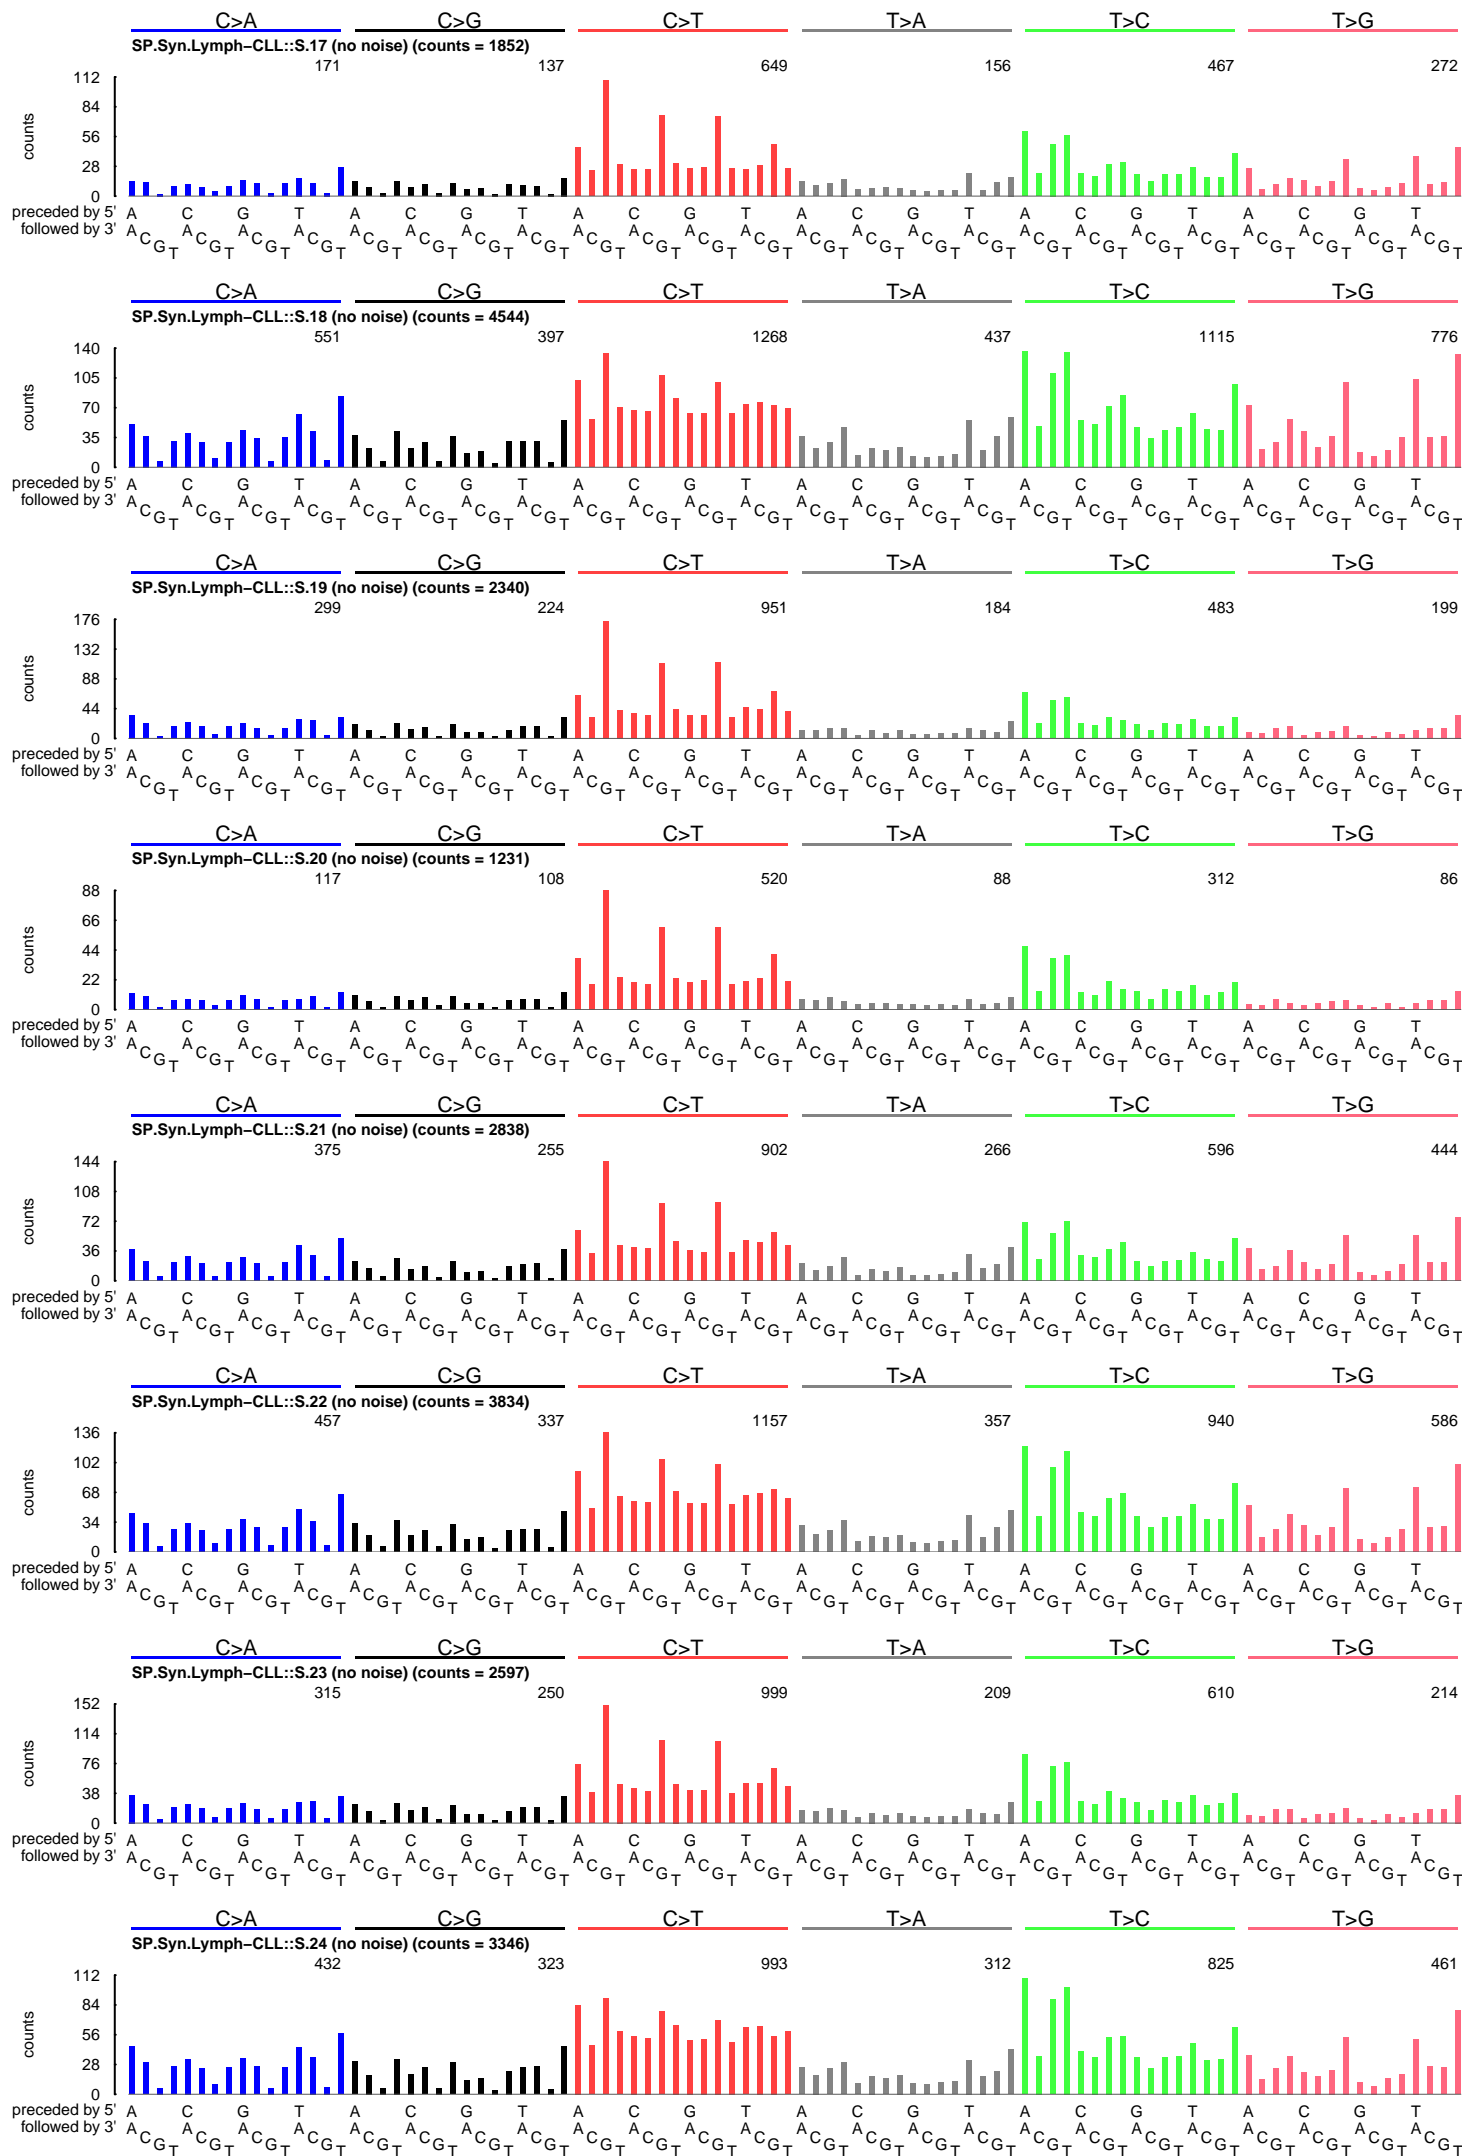 C>A C>G C>T T>A T>C T>G
SP.Syn.Lymph−CLL::S.17 (no noise) (counts = 1852)
171 137 649 156 467 272
112
84
56
28
0
counts
preceded by 5' A C G T A C G T A C G T A C G T A C G T A C G T
followed by 3' A C G T A C G T A C G T A C G T A C G T A C G T A C G T A C G T A C G T A C G T A C G T A C G T A C G T A C G T A C G T A C G T A C G T A C G T A C G T A C G T A C G T A C G T A C G T A C G T
C>A C>G C>T T>A T>C T>G
SP.Syn.Lymph−CLL::S.18 (no noise) (counts = 4544)
551 397 1268 437 1115 776
140
105
70
35
0
counts
preceded by 5' A C G T A C G T A C G T A C G T A C G T A C G T
followed by 3' A C G T A C G T A C G T A C G T A C G T A C G T A C G T A C G T A C G T A C G T A C G T A C G T A C G T A C G T A C G T A C G T A C G T A C G T A C G T A C G T A C G T A C G T A C G T A C G T
C>A C>G C>T T>A T>C T>G
SP.Syn.Lymph−CLL::S.19 (no noise) (counts = 2340)
299 224 951 184 483 199
176
132
88
44
0
counts
preceded by 5' A C G T A C G T A C G T A C G T A C G T A C G T
followed by 3' A C G T A C G T A C G T A C G T A C G T A C G T A C G T A C G T A C G T A C G T A C G T A C G T A C G T A C G T A C G T A C G T A C G T A C G T A C G T A C G T A C G T A C G T A C G T A C G T
C>A C>G C>T T>A T>C T>G
SP.Syn.Lymph−CLL::S.20 (no noise) (counts = 1231)
117 108 520 88 312 86
88
66
44
22
0
counts
preceded by 5' A C G T A C G T A C G T A C G T A C G T A C G T
followed by 3' A C G T A C G T A C G T A C G T A C G T A C G T A C G T A C G T A C G T A C G T A C G T A C G T A C G T A C G T A C G T A C G T A C G T A C G T A C G T A C G T A C G T A C G T A C G T A C G T
C>A C>G C>T T>A T>C T>G
SP.Syn.Lymph−CLL::S.21 (no noise) (counts = 2838)
375 255 902 266 596 444
144
108
72
36
0
counts
preceded by 5' A C G T A C G T A C G T A C G T A C G T A C G T
followed by 3' A C G T A C G T A C G T A C G T A C G T A C G T A C G T A C G T A C G T A C G T A C G T A C G T A C G T A C G T A C G T A C G T A C G T A C G T A C G T A C G T A C G T A C G T A C G T A C G T
C>A C>G C>T T>A T>C T>G
SP.Syn.Lymph−CLL::S.22 (no noise) (counts = 3834)
457 337 1157 357 940 586
136
102
68
34
0
counts
preceded by 5' A C G T A C G T A C G T A C G T A C G T A C G T
followed by 3' A C G T A C G T A C G T A C G T A C G T A C G T A C G T A C G T A C G T A C G T A C G T A C G T A C G T A C G T A C G T A C G T A C G T A C G T A C G T A C G T A C G T A C G T A C G T A C G T
C>A C>G C>T T>A T>C T>G
SP.Syn.Lymph−CLL::S.23 (no noise) (counts = 2597)
315 250 999 209 610 214
152
114
76
38
0
counts
preceded by 5' A C G T A C G T A C G T A C G T A C G T A C G T
followed by 3' A C G T A C G T A C G T A C G T A C G T A C G T A C G T A C G T A C G T A C G T A C G T A C G T A C G T A C G T A C G T A C G T A C G T A C G T A C G T A C G T A C G T A C G T A C G T A C G T
C>A C>G C>T T>A T>C T>G
SP.Syn.Lymph−CLL::S.24 (no noise) (counts = 3346)
432 323 993 312 825 461
112
84
56
28
0
counts
preceded by 5' A C G T A C G T A C G T A C G T A C G T A C G T
followed by 3' A C G T A C G T A C G T A C G T A C G T A C G T A C G T A C G T A C G T A C G T A C G T A C G T A C G T A C G T A C G T A C G T A C G T A C G T A C G T A C G T A C G T A C G T A C G T A C G T